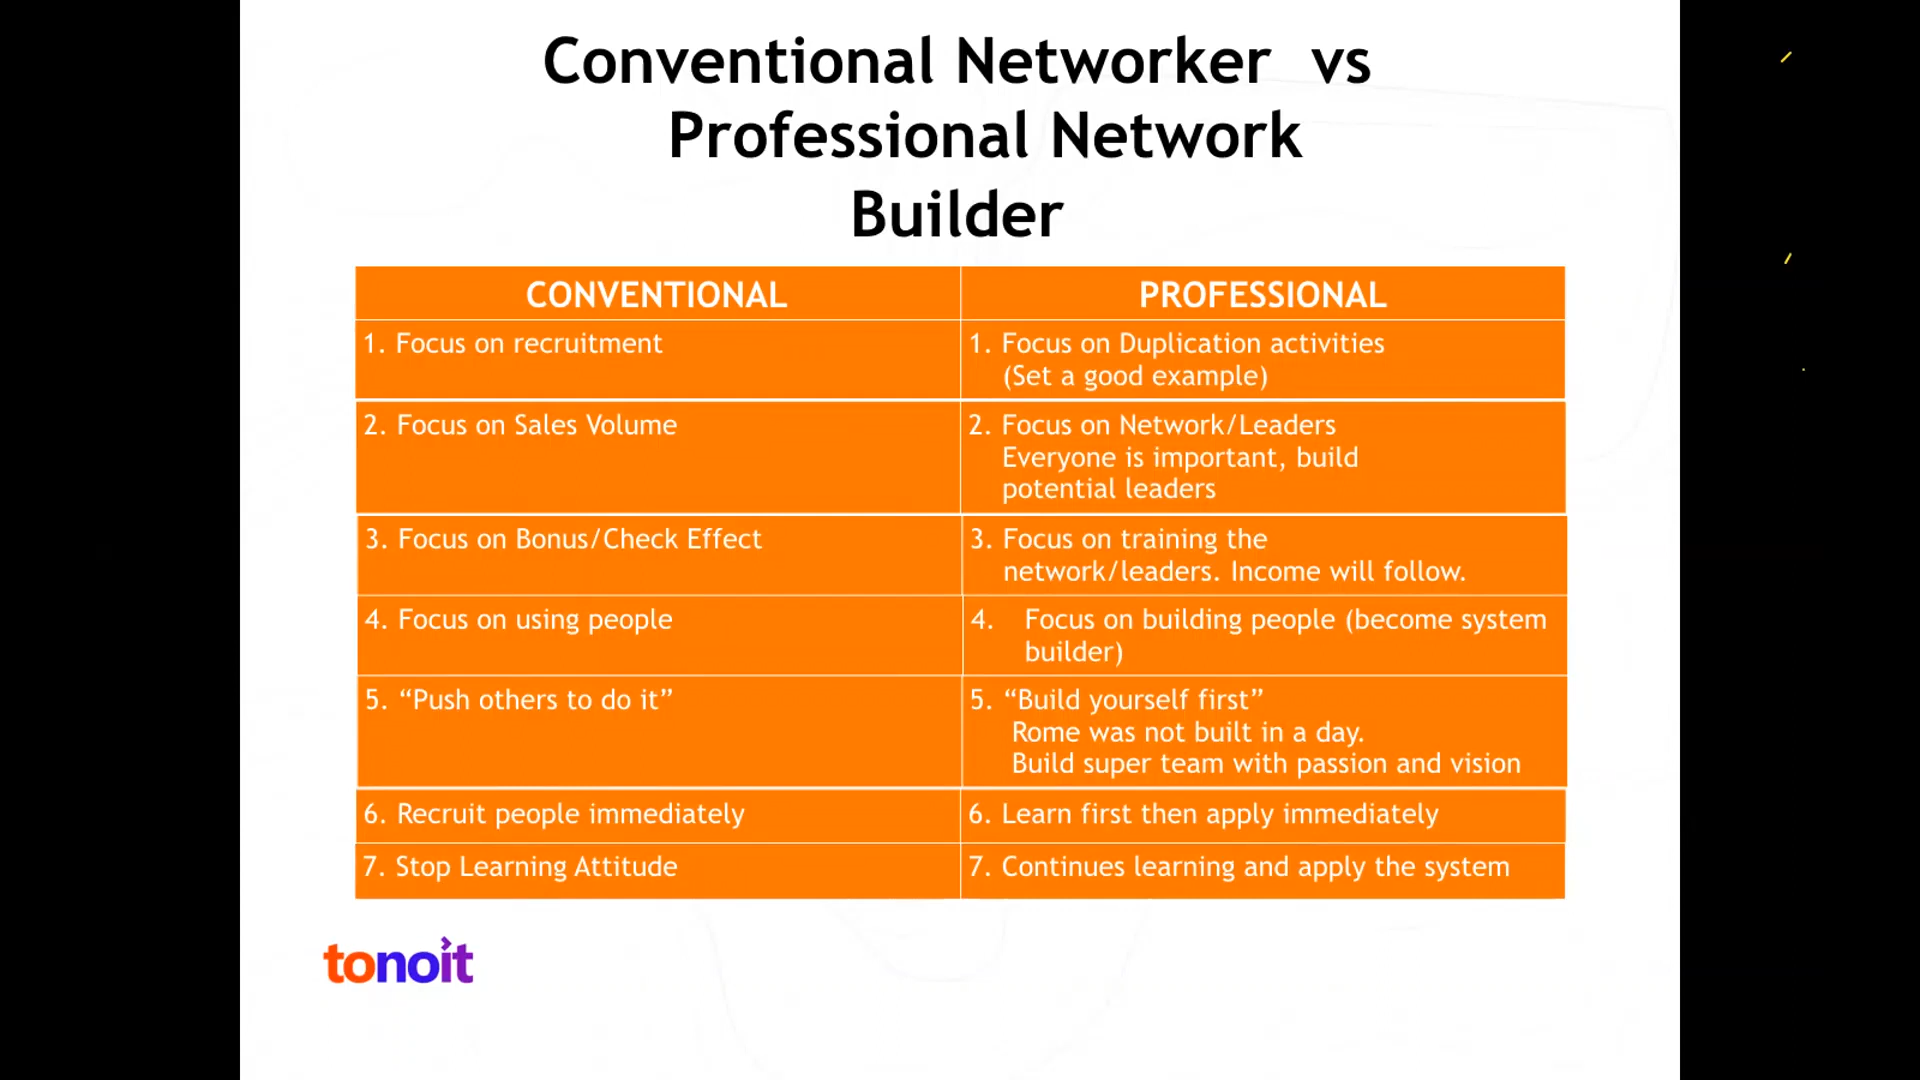 Conventional Networker vs
Professional Network
Builder
CONVENTIONAL
PROFESSIONAL
1. Focus on recruitment
1. Focus on Duplication activities
(Set a good example)
2. Focus on Sales Volume
2. Focus on Network/Leaders
Everyone is important, build
potential leaders
3. Focus on Bonus/Check Effect
3. Focus on training the
network/leaders. Income will follow.
4. Focus on using people
4. Focus on building people (become system
builder)
5. “Push others to do it”
5. “Build yourself first”
Rome was not built in a day.
Build super team with passion and vision
6. Recruit people immediately
6. Learn first then apply immediately
7. Stop Learning Attitude
7. Continues learning and apply the system
tonoit